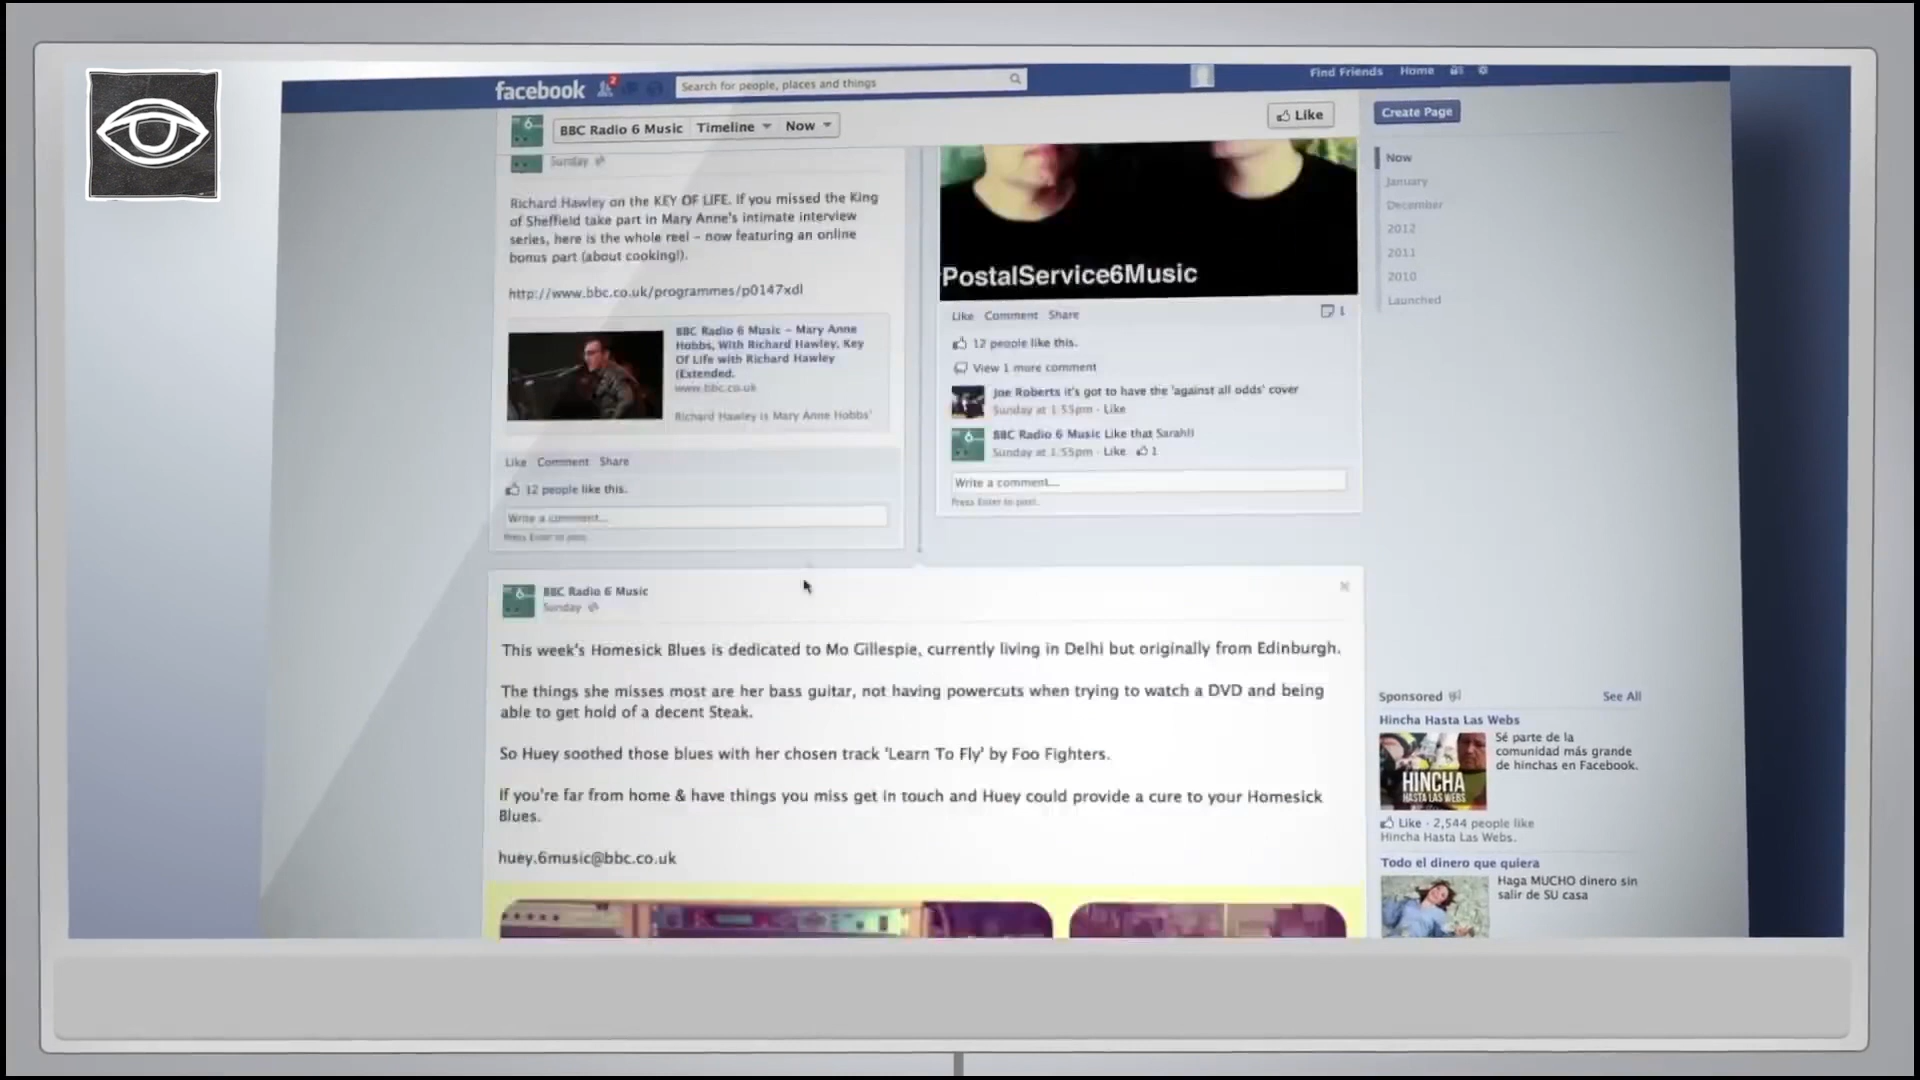 facebook
2
Search for people, places and things
Find Friends Home
BBC Radio 6 Music Timeline Now
Like
Create Page
Sunday
Richard Hawley on the KEY OF LIFE. If you missed the King
of Sheffield take part in Mary Anne's intimate interview
series, here is the whole reel - now featuring an online
bonus part (about cooking!).
http://www.bbc.co.uk/programmes/p0147xdl
BBC Radio 6 Music - Mary Anne
Hobbs, With Richard Hawley, Key
Of Life with Richard Hawley
(Extended.
www.bbc.co.uk
Richard Hawley is Mary Anne Hobbs'
Like Comment Share
12 people like this.
Write a comment...
Press Enter to post.
PostalService6Music
Like Comment Share
1
12 people like this.
View 1 more comment
Joe Roberts it's got to have the 'against all odds' cover
Sunday at 1:55pm · Like
BBC Radio 6 Music Like that Sarah!!
Sunday at 1:55pm · Like 1
Write a comment...
Press Enter to post.
Now
January
December
2012
2011
2010
Launched
6
BBC Radio 6 Music
Sunday
This week's Homesick Blues is dedicated to Mo Gillespie, currently living in Delhi but originally from Edinburgh.
The things she misses most are her bass guitar, not having powercuts when trying to watch a DVD and being
able to get hold of a decent Steak.
So Huey soothed those blues with her chosen track 'Learn To Fly' by Foo Fighters.
If you're far from home & have things you miss get in touch and Huey could provide a cure to your Homesick
Blues.
huey.6music@bbc.co.uk
Sponsored See All
Hincha Hasta Las Webs
HINCHA
HASTA LAS WEBS
Sé parte de la
comunidad más grande
de hinchas en Facebook.
Like · 2,544 people like
Hincha Hasta Las Webs.
Todo el dinero que quiera
Haga MUCHO dinero sin
salir de SU casa